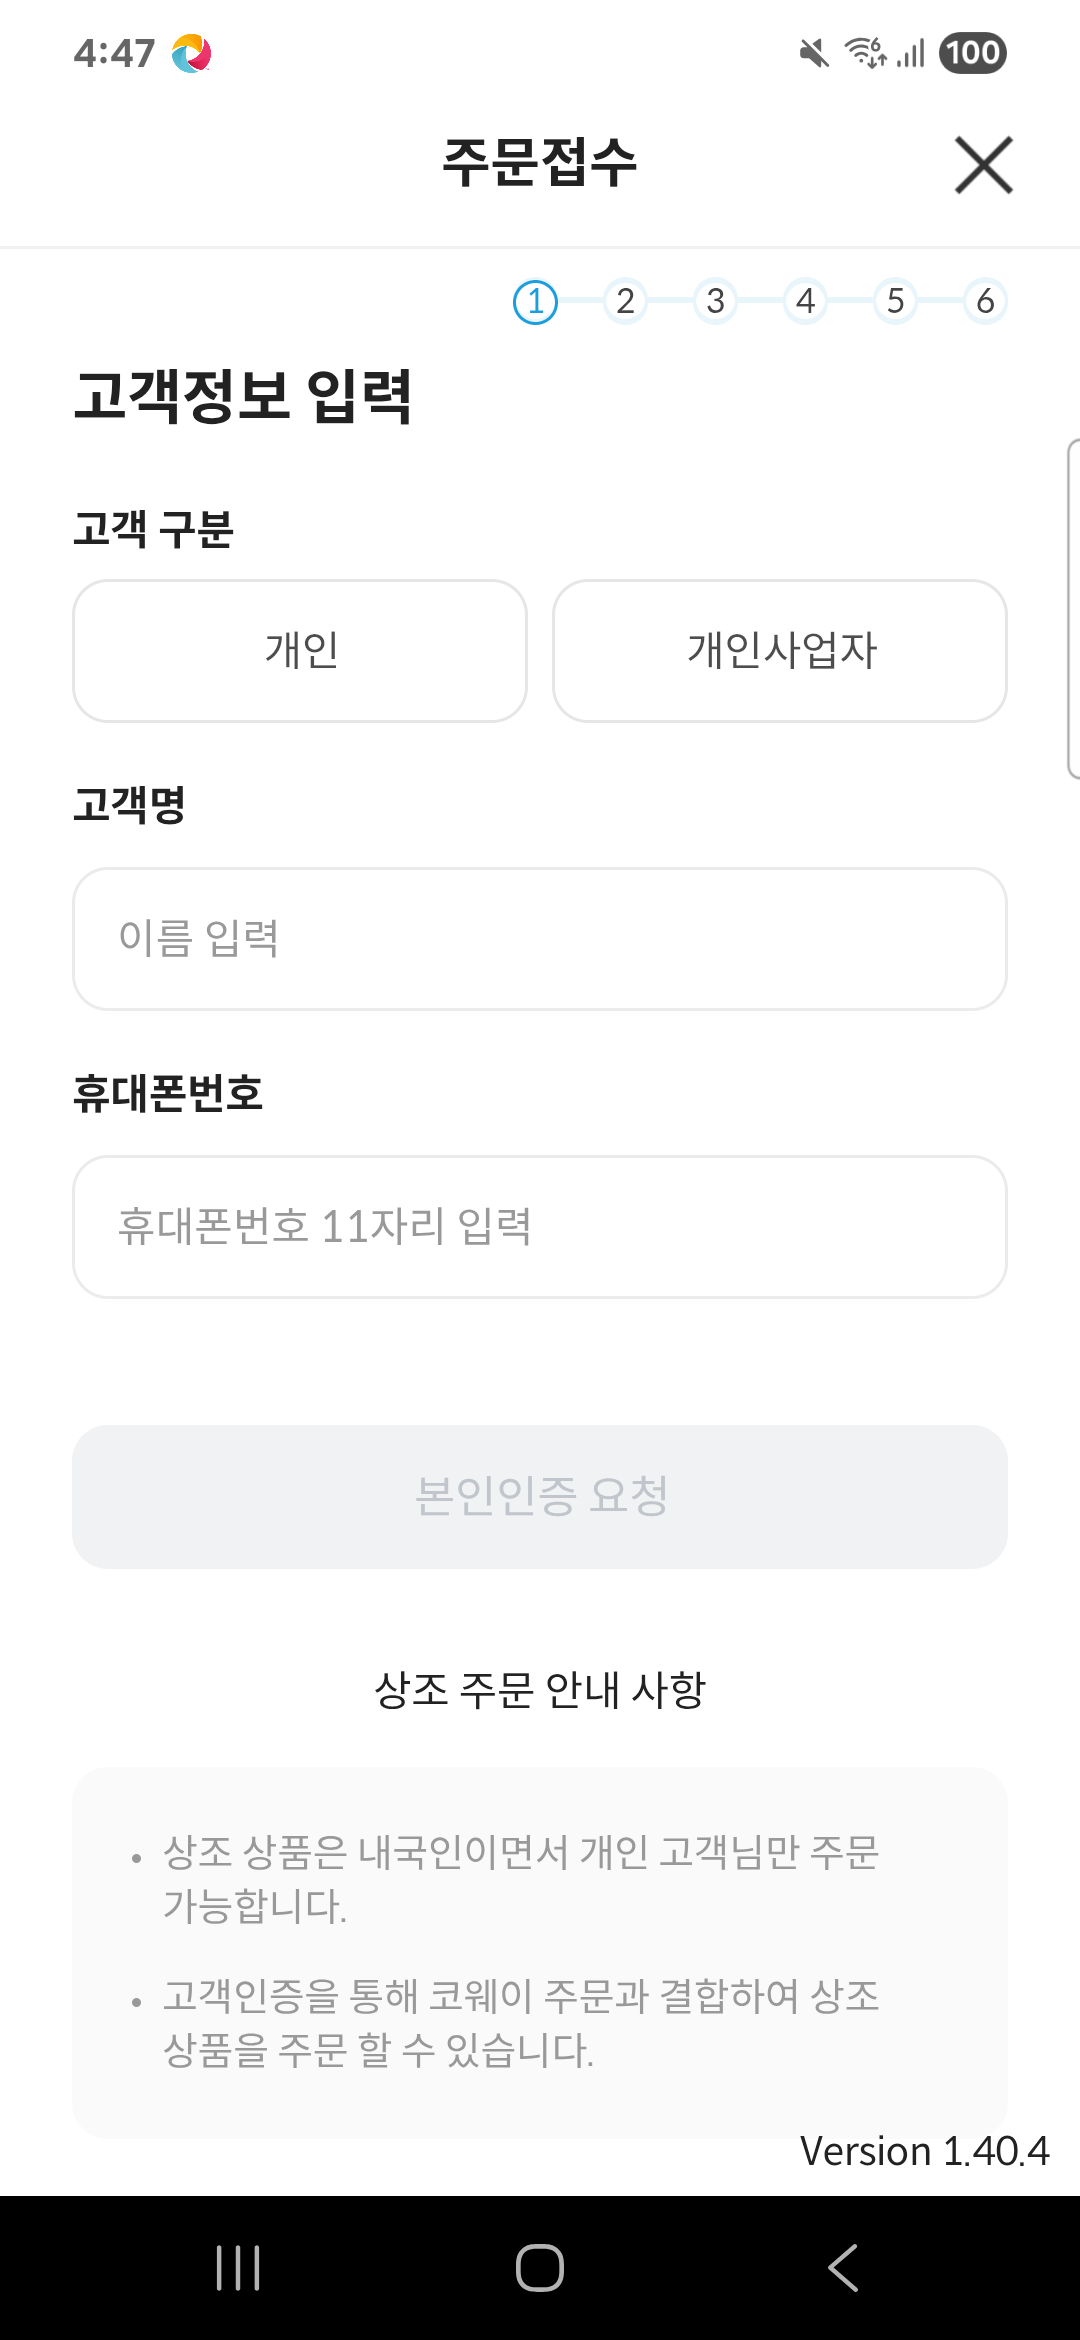 4:47
6
100
주문접수
1 2 3 4 5 6
고객정보 입력
고객 구분
개인 개인사업자
고객명
이름 입력
휴대폰번호
휴대폰번호 11자리 입력
본인인증 요청
상조 주문 안내 사항
• 상조 상품은 내국인이면서 개인 고객님만 주문
가능합니다.
• 고객인증을 통해 코웨이 주문과 결합하여 상조
상품을 주문 할 수 있습니다.
Version 1.40.4